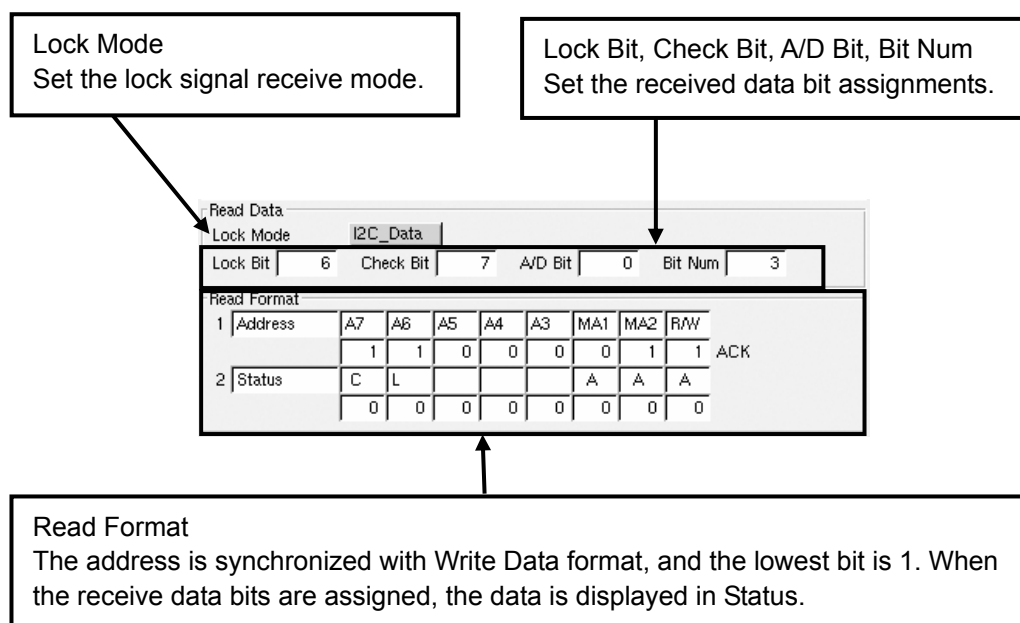 Lock Mode
Set the lock signal receive mode.
Lock Bit, Check Bit, A/D Bit, Bit Num
Set the received data bit assignments.
Read Data
Lock Mode I2C_Data
Lock Bit 6 Check Bit 7 A/D Bit 0 Bit Num 3
Read Format
1 Address A7 A6 A5 A4 A3 MA1 MA2 R/W
1 1 0 0 0 0 1 1 ACK
2 Status C L A A A
0 0 0 0 0 0 0 0
Read Format
The address is synchronized with Write Data format, and the lowest bit is 1. When
the receive data bits are assigned, the data is displayed in Status.